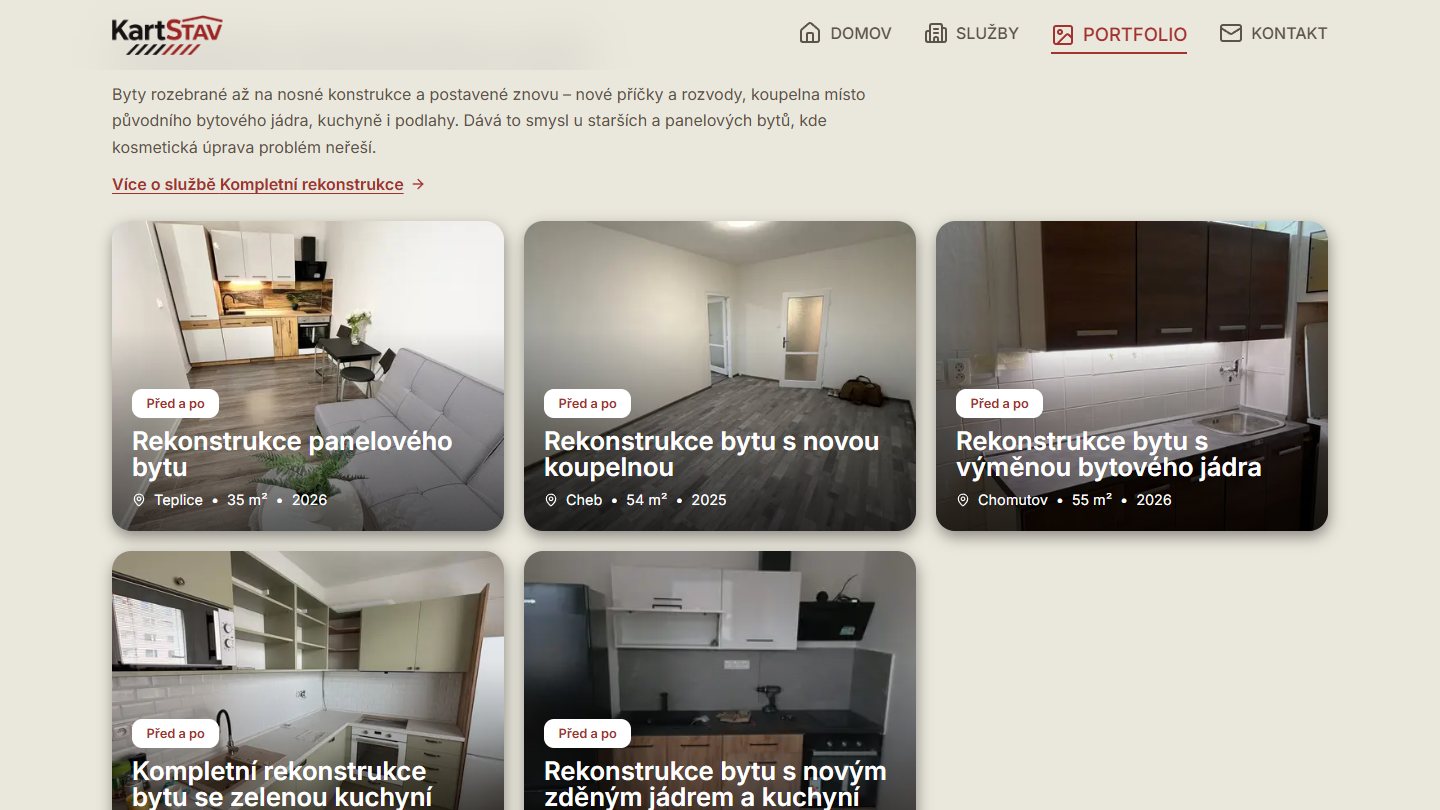 KartSTAV
DOMOV
SLUŽBY
PORTFOLIO
KONTAKT
Byty rozebrané až na nosné konstrukce a postavené znovu – nové příčky a rozvody, koupelna místo
původního bytového jádra, kuchyně i podlahy. Dává to smysl u starších a panelových bytů, kde
kosmetická úprava problém neřeší.
Více o službě Kompletní rekonstrukce →
Před a po
Rekonstrukce panelového
bytu
Teplice • 35 m² • 2026
Před a po
Rekonstrukce bytu s novou
koupelnou
Cheb • 54 m² • 2025
Před a po
Rekonstrukce bytu s
výměnou bytového jádra
Chomutov • 55 m² • 2026
Před a po
Kompletní rekonstrukce
bytu se zelenou kuchyní
Před a po
Rekonstrukce bytu s novým
zděným jádrem a kuchyní